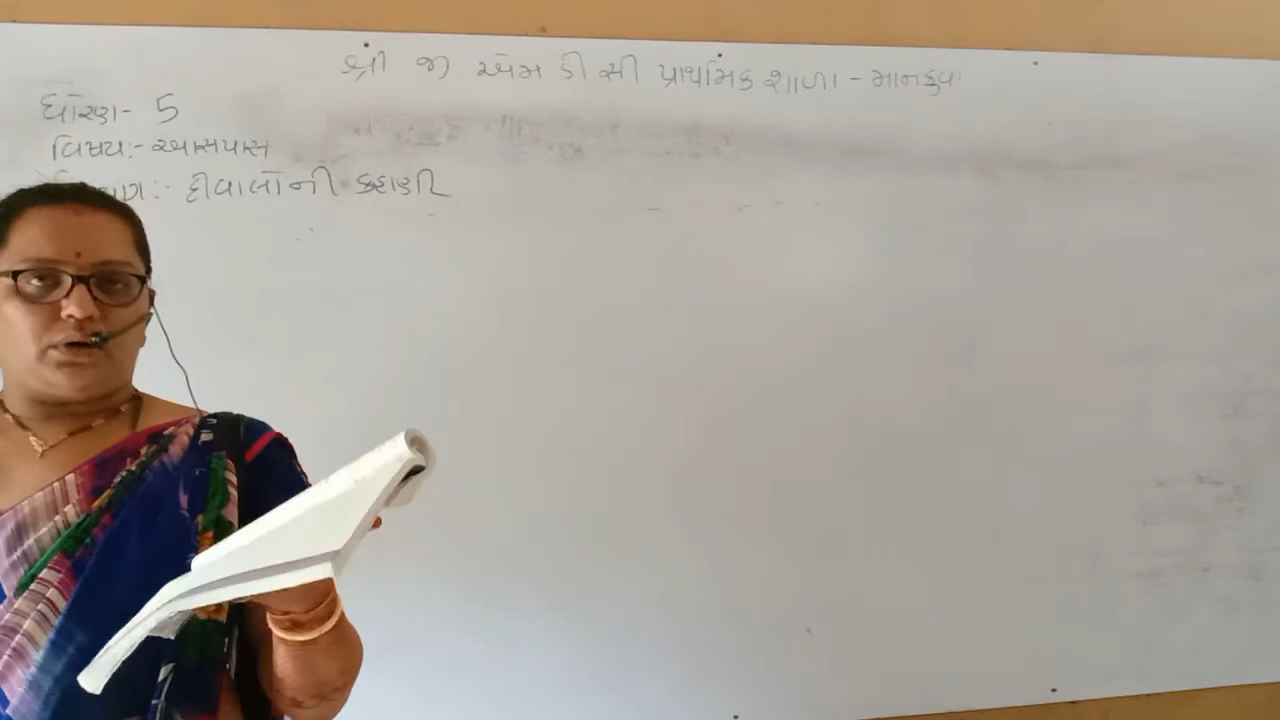 શ્રી જી એમ ડી સી પ્રાથમિક શાળા - માનકુવા
ધોરણ- 5
વિષય:- આસપાસ
દીવાલોની કહાણી